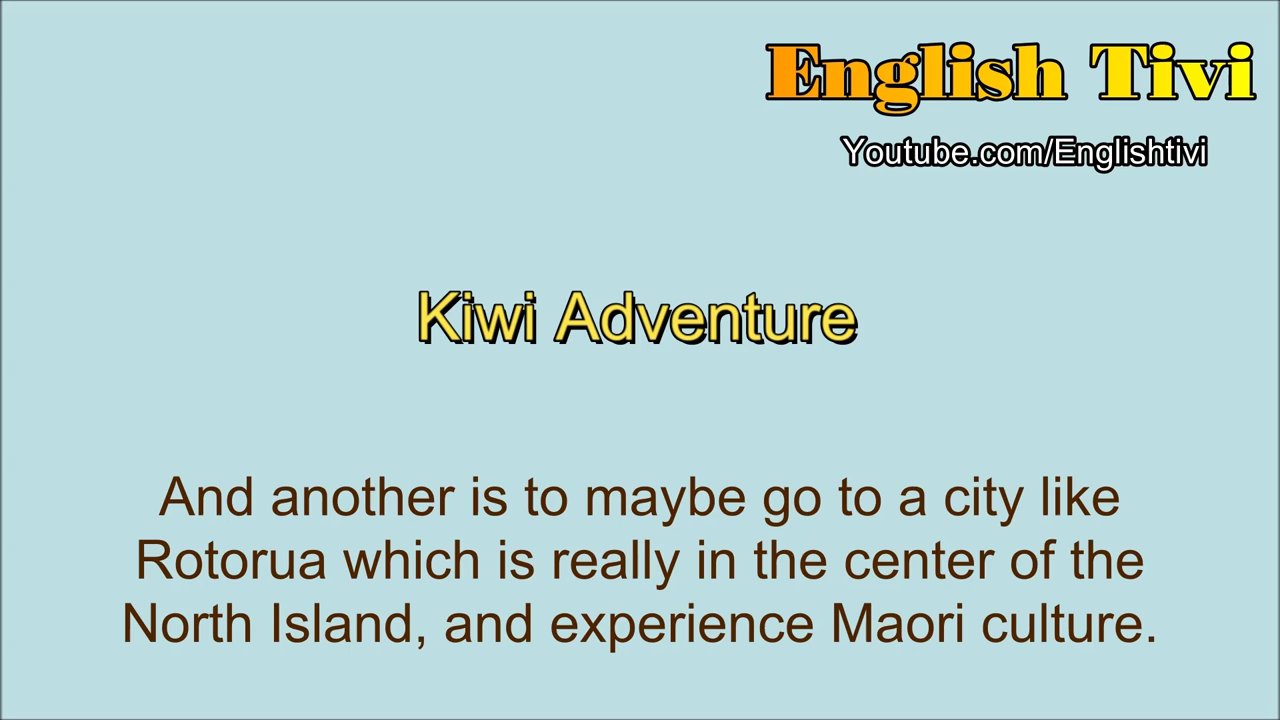 English Tivi
Youtube.com/Englishtivi
Kiwi Adventure
And another is to maybe go to a city like
Rotorua which is really in the center of the
North Island, and experience Maori culture.